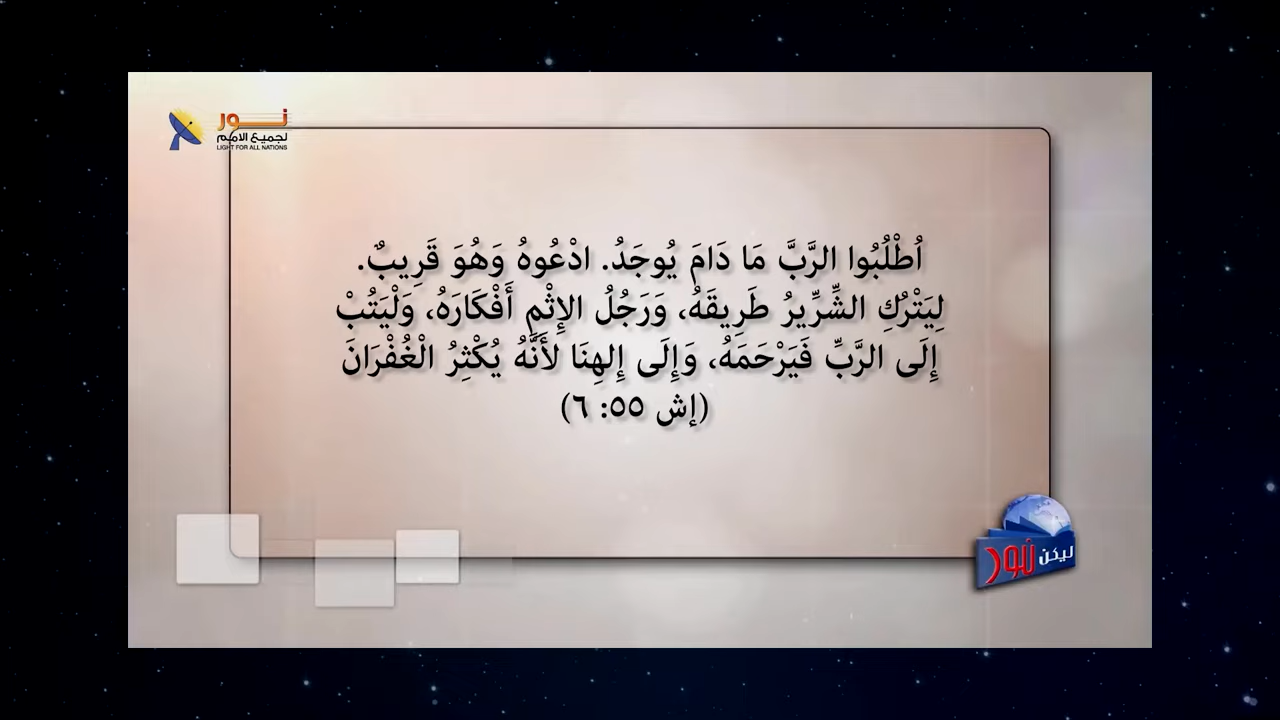 نور
لجميع الامم
LIGHT FOR ALL NATIONS
اُطْلُبُوا الرَّبَّ مَا دَامَ يُوجَدُ. ادْعُوهُ وَهُوَ قَرِيبٌ.
لِيَتْرُكِ الشِّرِّيرُ طَرِيقَهُ، وَرَجُلُ الإِثْمِ أَفْكَارَهُ، وَلْيَتُبْ
إِلَى الرَّبِّ فَيَرْحَمَهُ، وَإِلَى إِلهِنَا لأَنَّهُ يُكْثِرُ الْغُفْرَانَ
(إش ٥٥: ٦)
ليكن نور